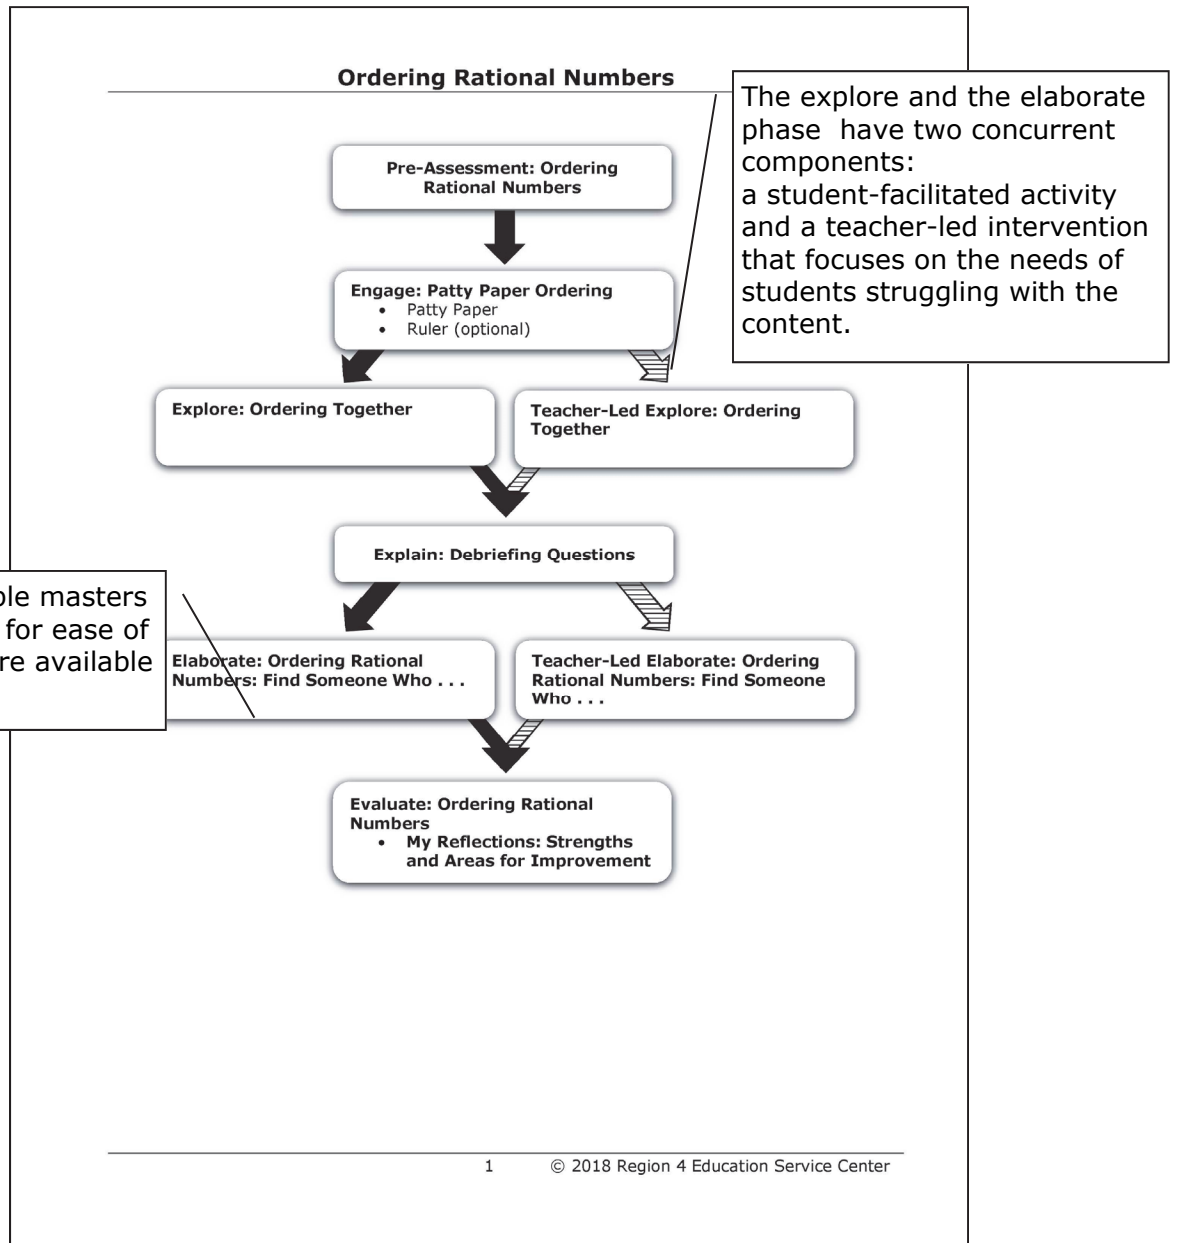 Ordering Rational Numbers
The explore and the elaborate
phase have two concurrent
components:
a student-facilitated activity
and a teacher-led intervention
that focuses on the needs of
students struggling with the
content.
Pre-Assessment: Ordering
Rational Numbers
Engage: Patty Paper Ordering
• Patty Paper
• Ruler (optional)
Explore: Ordering Together
Teacher-Led Explore: Ordering
Together
Explain: Debriefing Questions
masters
for ease of
available
Elaborate: Ordering Rational
Numbers: Find Someone Who . . .
Teacher-Led Elaborate: Ordering
Rational Numbers: Find Someone
Who . . .
Evaluate: Ordering Rational
Numbers
• My Reflections: Strengths
and Areas for Improvement
1 © 2018 Region 4 Education Service Center